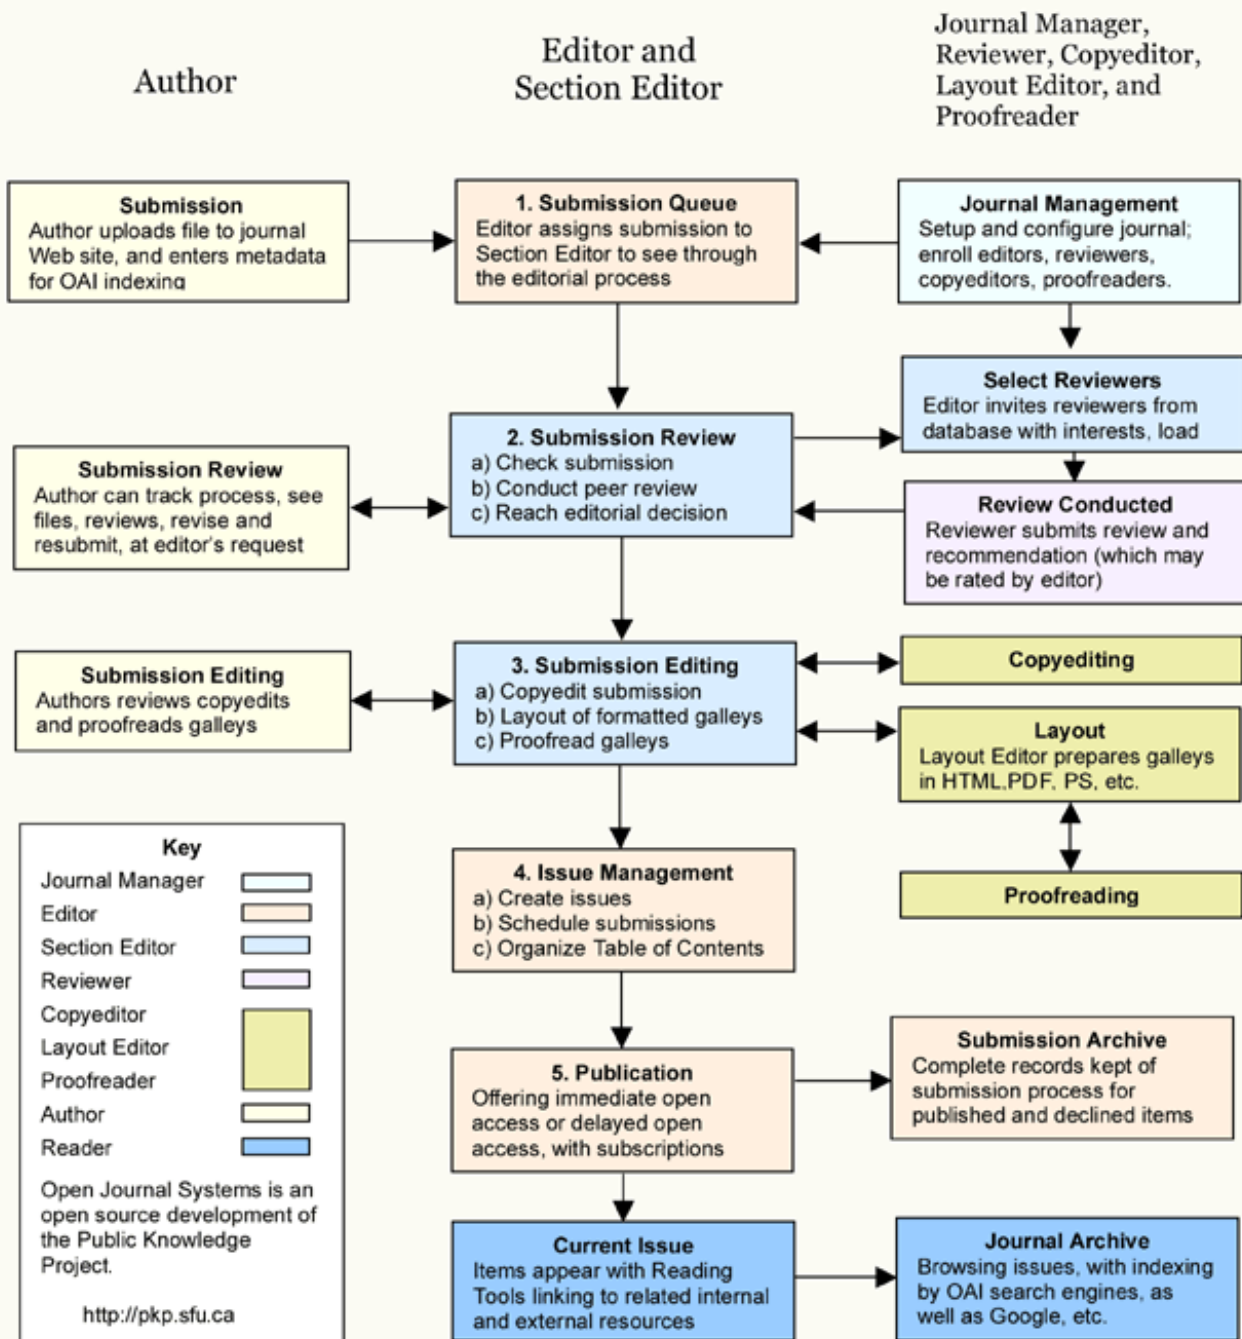 Author
Editor and
Section Editor
Journal Manager,
Reviewer, Copyeditor,
Layout Editor, and
Proofreader
Submission
Author uploads file to journal
Web site, and enters metadata
for OAI indexing
1. Submission Queue
Editor assigns submission to
Section Editor to see through
the editorial process
Journal Management
Setup and configure journal;
enroll editors, reviewers,
copyeditors, proofreaders.
Select Reviewers
Editor invites reviewers from
database with interests, load
Submission Review
Author can track process, see
files, reviews, revise and
resubmit, at editor's request
2. Submission Review
a) Check submission
b) Conduct peer review
c) Reach editorial decision
Review Conducted
Reviewer submits review and
recommendation (which may
be rated by editor)
Submission Editing
Authors reviews copyedits
and proofreads galleys
3. Submission Editing
a) Copyedit submission
b) Layout of formatted galleys
c) Proofread galleys
Copyediting
Layout
Layout Editor prepares galleys
in HTML,PDF, PS, etc.
Proofreading
Key
Journal Manager
Editor
Section Editor
Reviewer
Copyeditor
Layout Editor
Proofreader
Author
Reader
Open Journal Systems is an
open source development of
the Public Knowledge
Project.
http://pkp.sfu.ca
4. Issue Management
a) Create issues
b) Schedule submissions
c) Organize Table of Contents
5. Publication
Offering immediate open
access or delayed open
access, with subscriptions
Submission Archive
Complete records kept of
submission process for
published and declined items
Current Issue
Items appear with Reading
Tools linking to related internal
and external resources
Journal Archive
Browsing issues, with indexing
by OAI search engines, as
well as Google, etc.